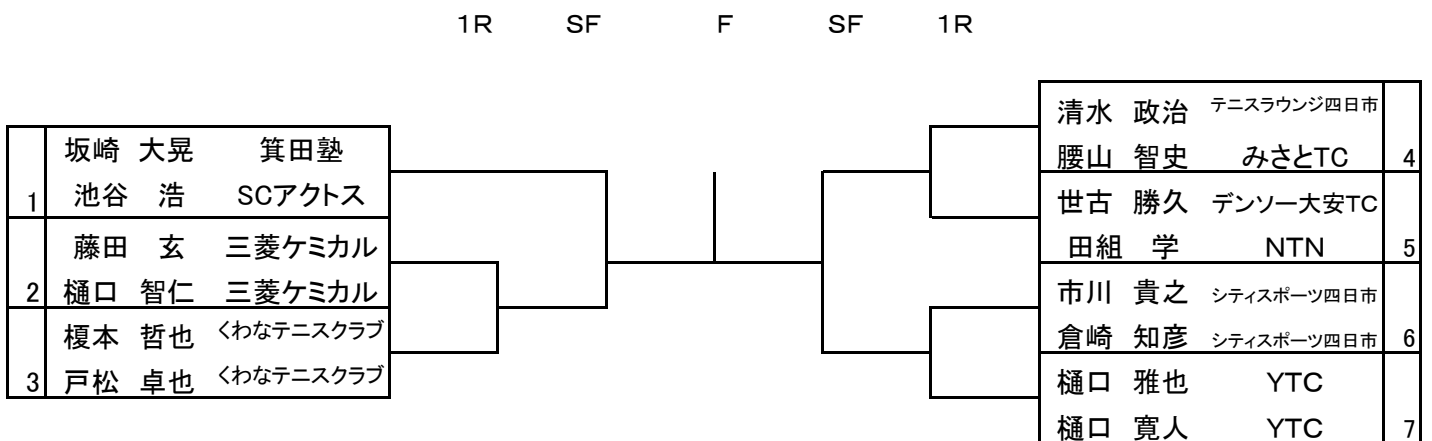 1R SF F SF 1R
坂崎 大晃 箕田塾
1 池谷 浩 SCアクトス
藤田 玄 三菱ケミカル
2 樋口 智仁 三菱ケミカル
榎本 哲也 くわなテニスクラブ
3 戸松 卓也 くわなテニスクラブ
清水 政治 テニスラウンジ四日市
腰山 智史 みさとTC 4
世古 勝久 デンソー大安TC
田組 学 NTN 5
市川 貴之 シティスポーツ四日市
倉崎 知彦 シティスポーツ四日市 6
樋口 雅也 YTC
樋口 寛人 YTC 7